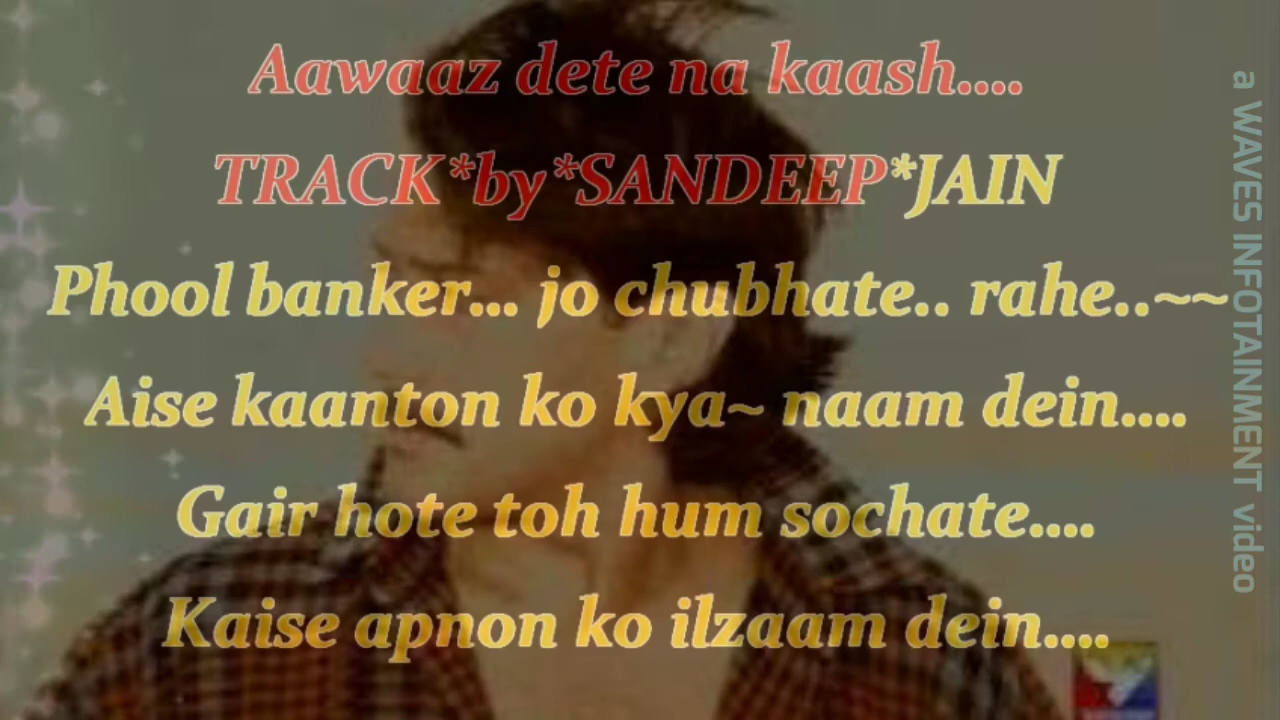 Aawaaz dete na kaash....
TRACK*by*SANDEEP*JAIN
Phool banker... jo chubhate.. rahe..~~
Aise kaanton ko kya~ naam dein....
Gair hote toh hum sochate....
Kaise apnon ko ilzaam dein....
a WAVES INFOTAINMENT video